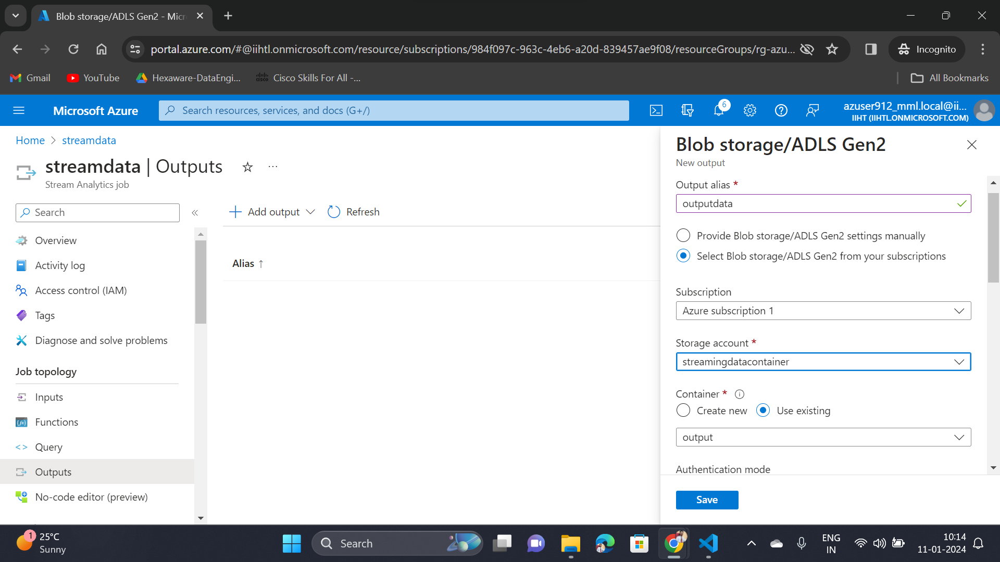 Blob storage/ADLS Gen2 - Micr
portal.azure.com/#@iihtl.onmicrosoft.com/resource/subscriptions/984f097c-963c-4eb6-a20d-839457ae9f08/resourceGroups/rg-azu...
Incognito
Gmail
YouTube
Hexaware-DataEngi...
Cisco Skills For All -...
All Bookmarks
Microsoft Azure
Search resources, services, and docs (G+/)
6
azuser912_mml.local@ii...
IIHT (IIHTL.ONMICROSOFT.COM)
Home > streamdata
streamdata | Outputs
...
Stream Analytics job
Search
«
Overview
Activity log
Access control (IAM)
Tags
Diagnose and solve problems
Job topology
Inputs
Functions
Query
Outputs
No-code editor (preview)
Add output
Refresh
Alias ↑
Blob storage/ADLS Gen2
New output
Output alias *
outputdata
Provide Blob storage/ADLS Gen2 settings manually
Select Blob storage/ADLS Gen2 from your subscriptions
Subscription
Azure subscription 1
Storage account *
streamingdatacontainer
Container *
Create new
Use existing
output
Authentication mode
Save
1
25°C
Sunny
Search
ENG
IN
10:14
11-01-2024